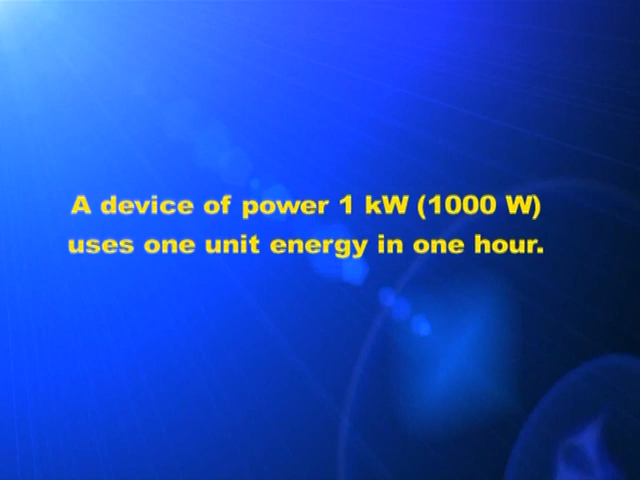 A device of power 1 kW (1000 W)
uses one unit energy in one hour.